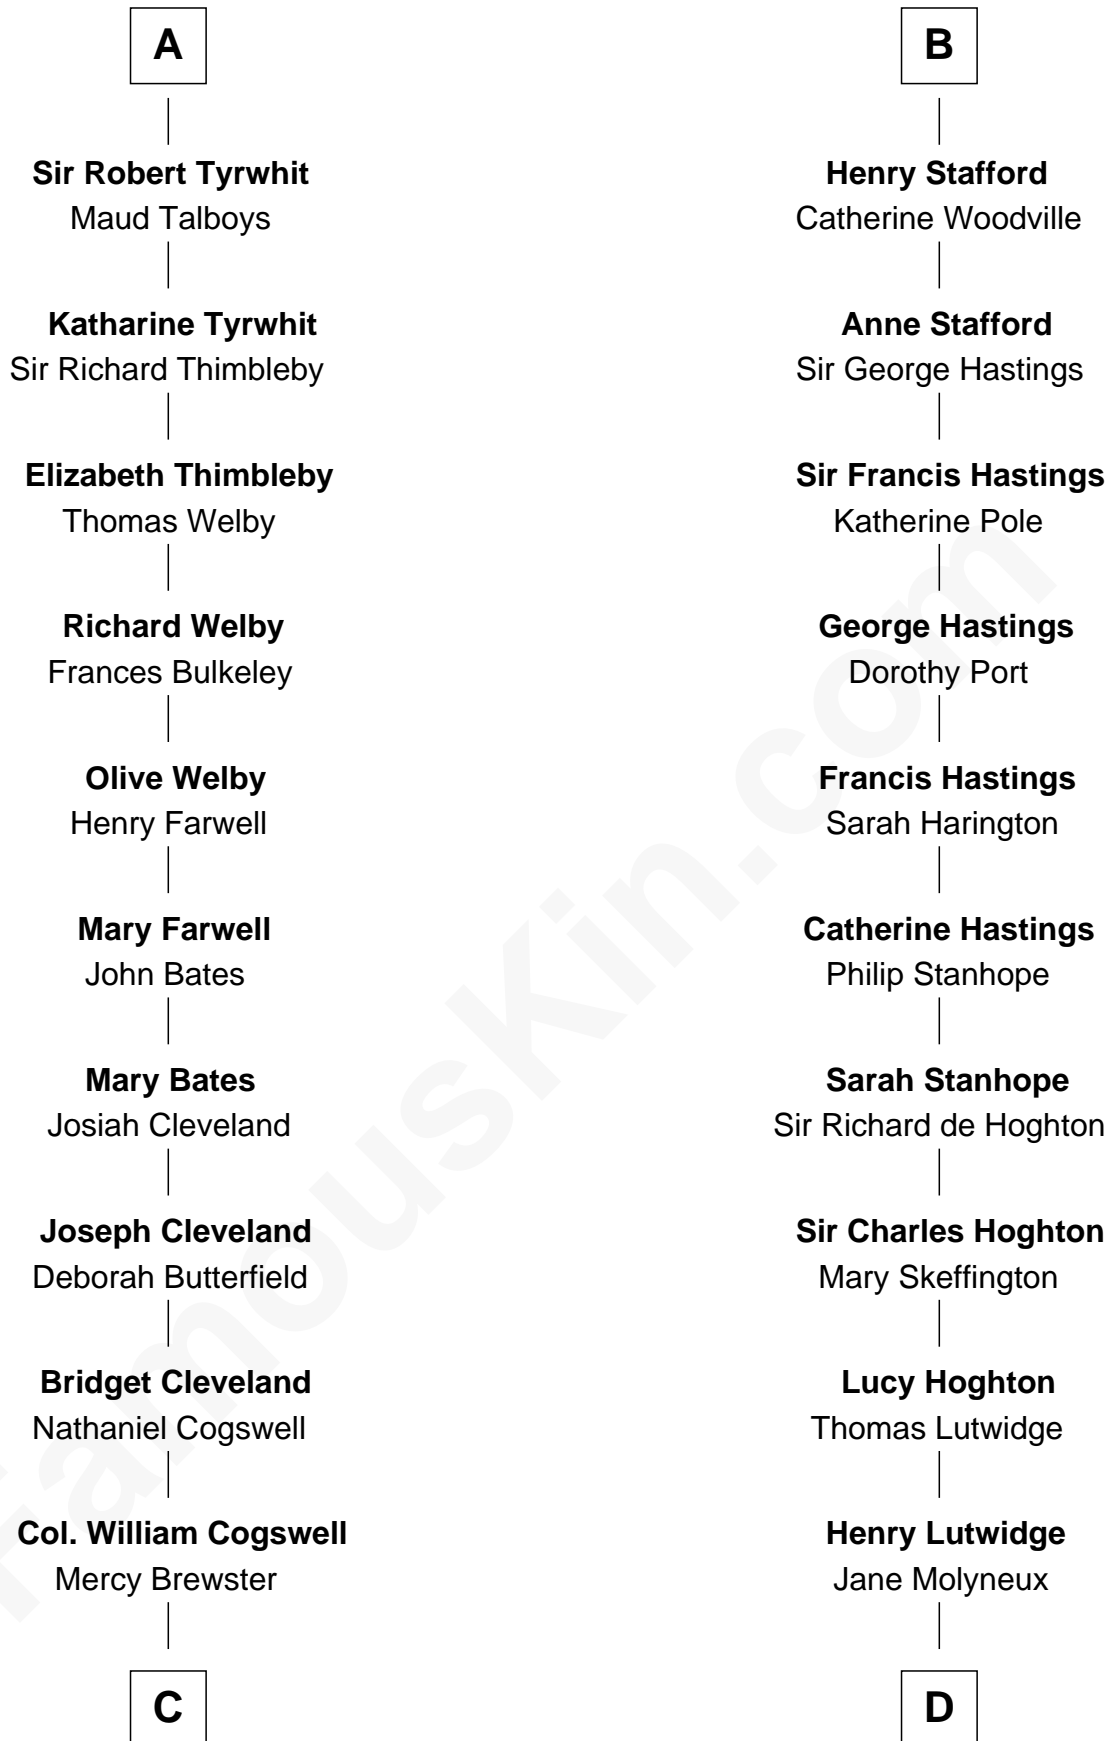 A
Sir Robert Tyrwhit
Maud Talboys
Katharine Tyrwhit
Sir Richard Thimbleby
Elizabeth Thimbleby
Thomas Welby
Richard Welby
Frances Bulkeley
Olive Welby
Henry Farwell
Mary Farwell
John Bates
Mary Bates
Josiah Cleveland
Joseph Cleveland
Deborah Butterfield
Bridget Cleveland
Nathaniel Cogswell
Col. William Cogswell
Mercy Brewster
C
B
Henry Stafford
Catherine Woodville
Anne Stafford
Sir George Hastings
Sir Francis Hastings
Katherine Pole
George Hastings
Dorothy Port
Francis Hastings
Sarah Harington
Catherine Hastings
Philip Stanhope
Sarah Stanhope
Sir Richard de Hoghton
Sir Charles Hoghton
Mary Skeffington
Lucy Hoghton
Thomas Lutwidge
Henry Lutwidge
Jane Molyneux
D
FamousKin.com